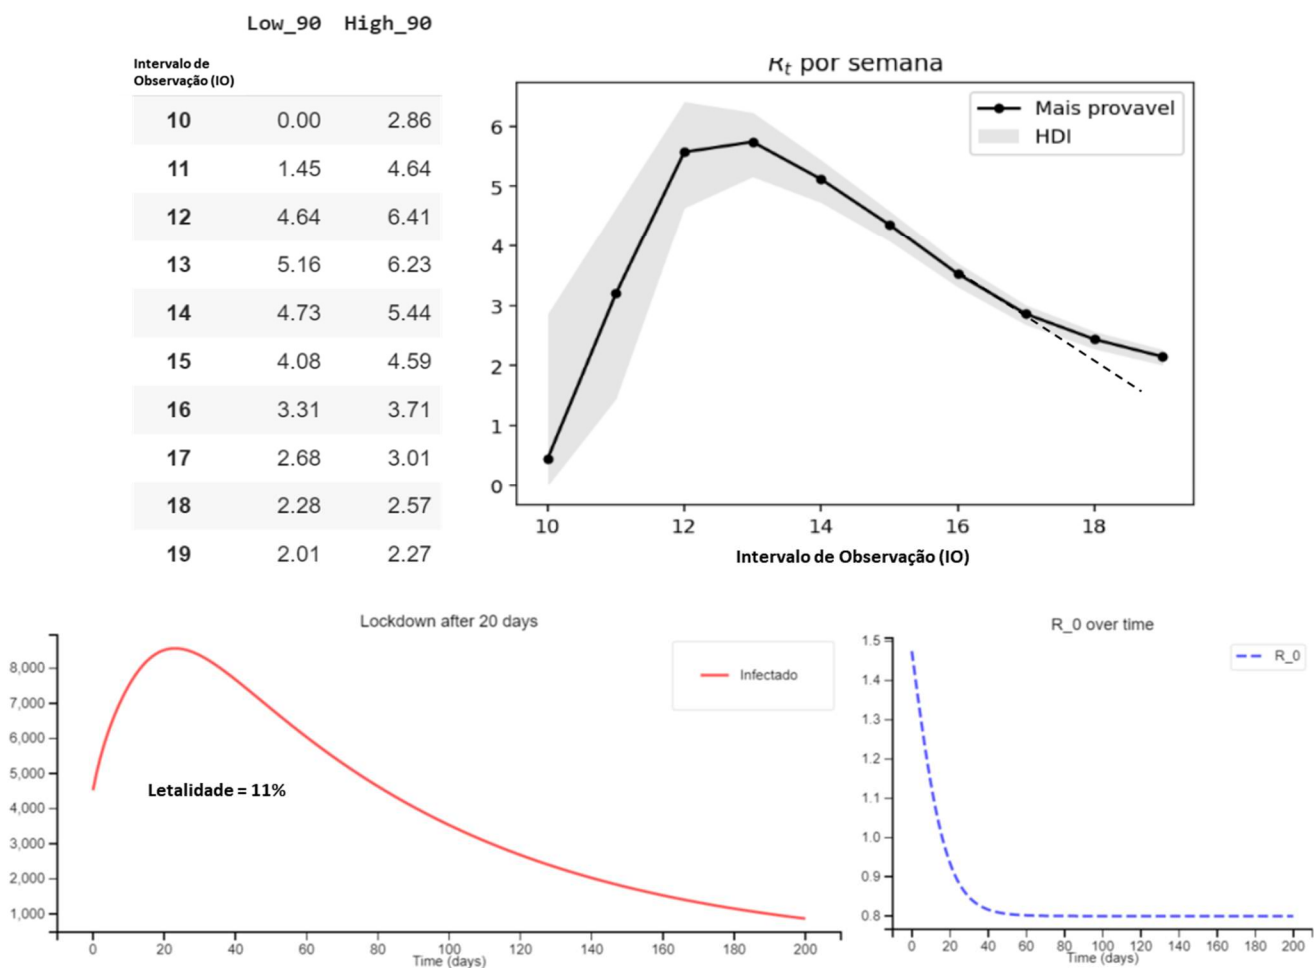 Low_90 High_90
Intervalo de
Observação (IO)
10 0.00 2.86
11 1.45 4.64
12 4.64 6.41
13 5.16 6.23
14 4.73 5.44
15 4.08 4.59
16 3.31 3.71
17 2.68 3.01
18 2.28 2.57
19 2.01 2.27
Rt por semana
Mais provavel
HDI
6
5
4
3
2
1
0
10 12 14 16 18
Intervalo de Observação (IO)
Lockdown after 20 days
Infectado
Letalidade = 11%
8,000
7,000
6,000
5,000
4,000
3,000
2,000
1,000
0 20 40 60 80 100 120 140 160 180 200
Time (days)
R_0 over time
R_0
1.5
1.4
1.3
1.2
1.1
1.0
0.9
0.8
0 20 40 60 80 100 120 140 160 180 200
Time (days)